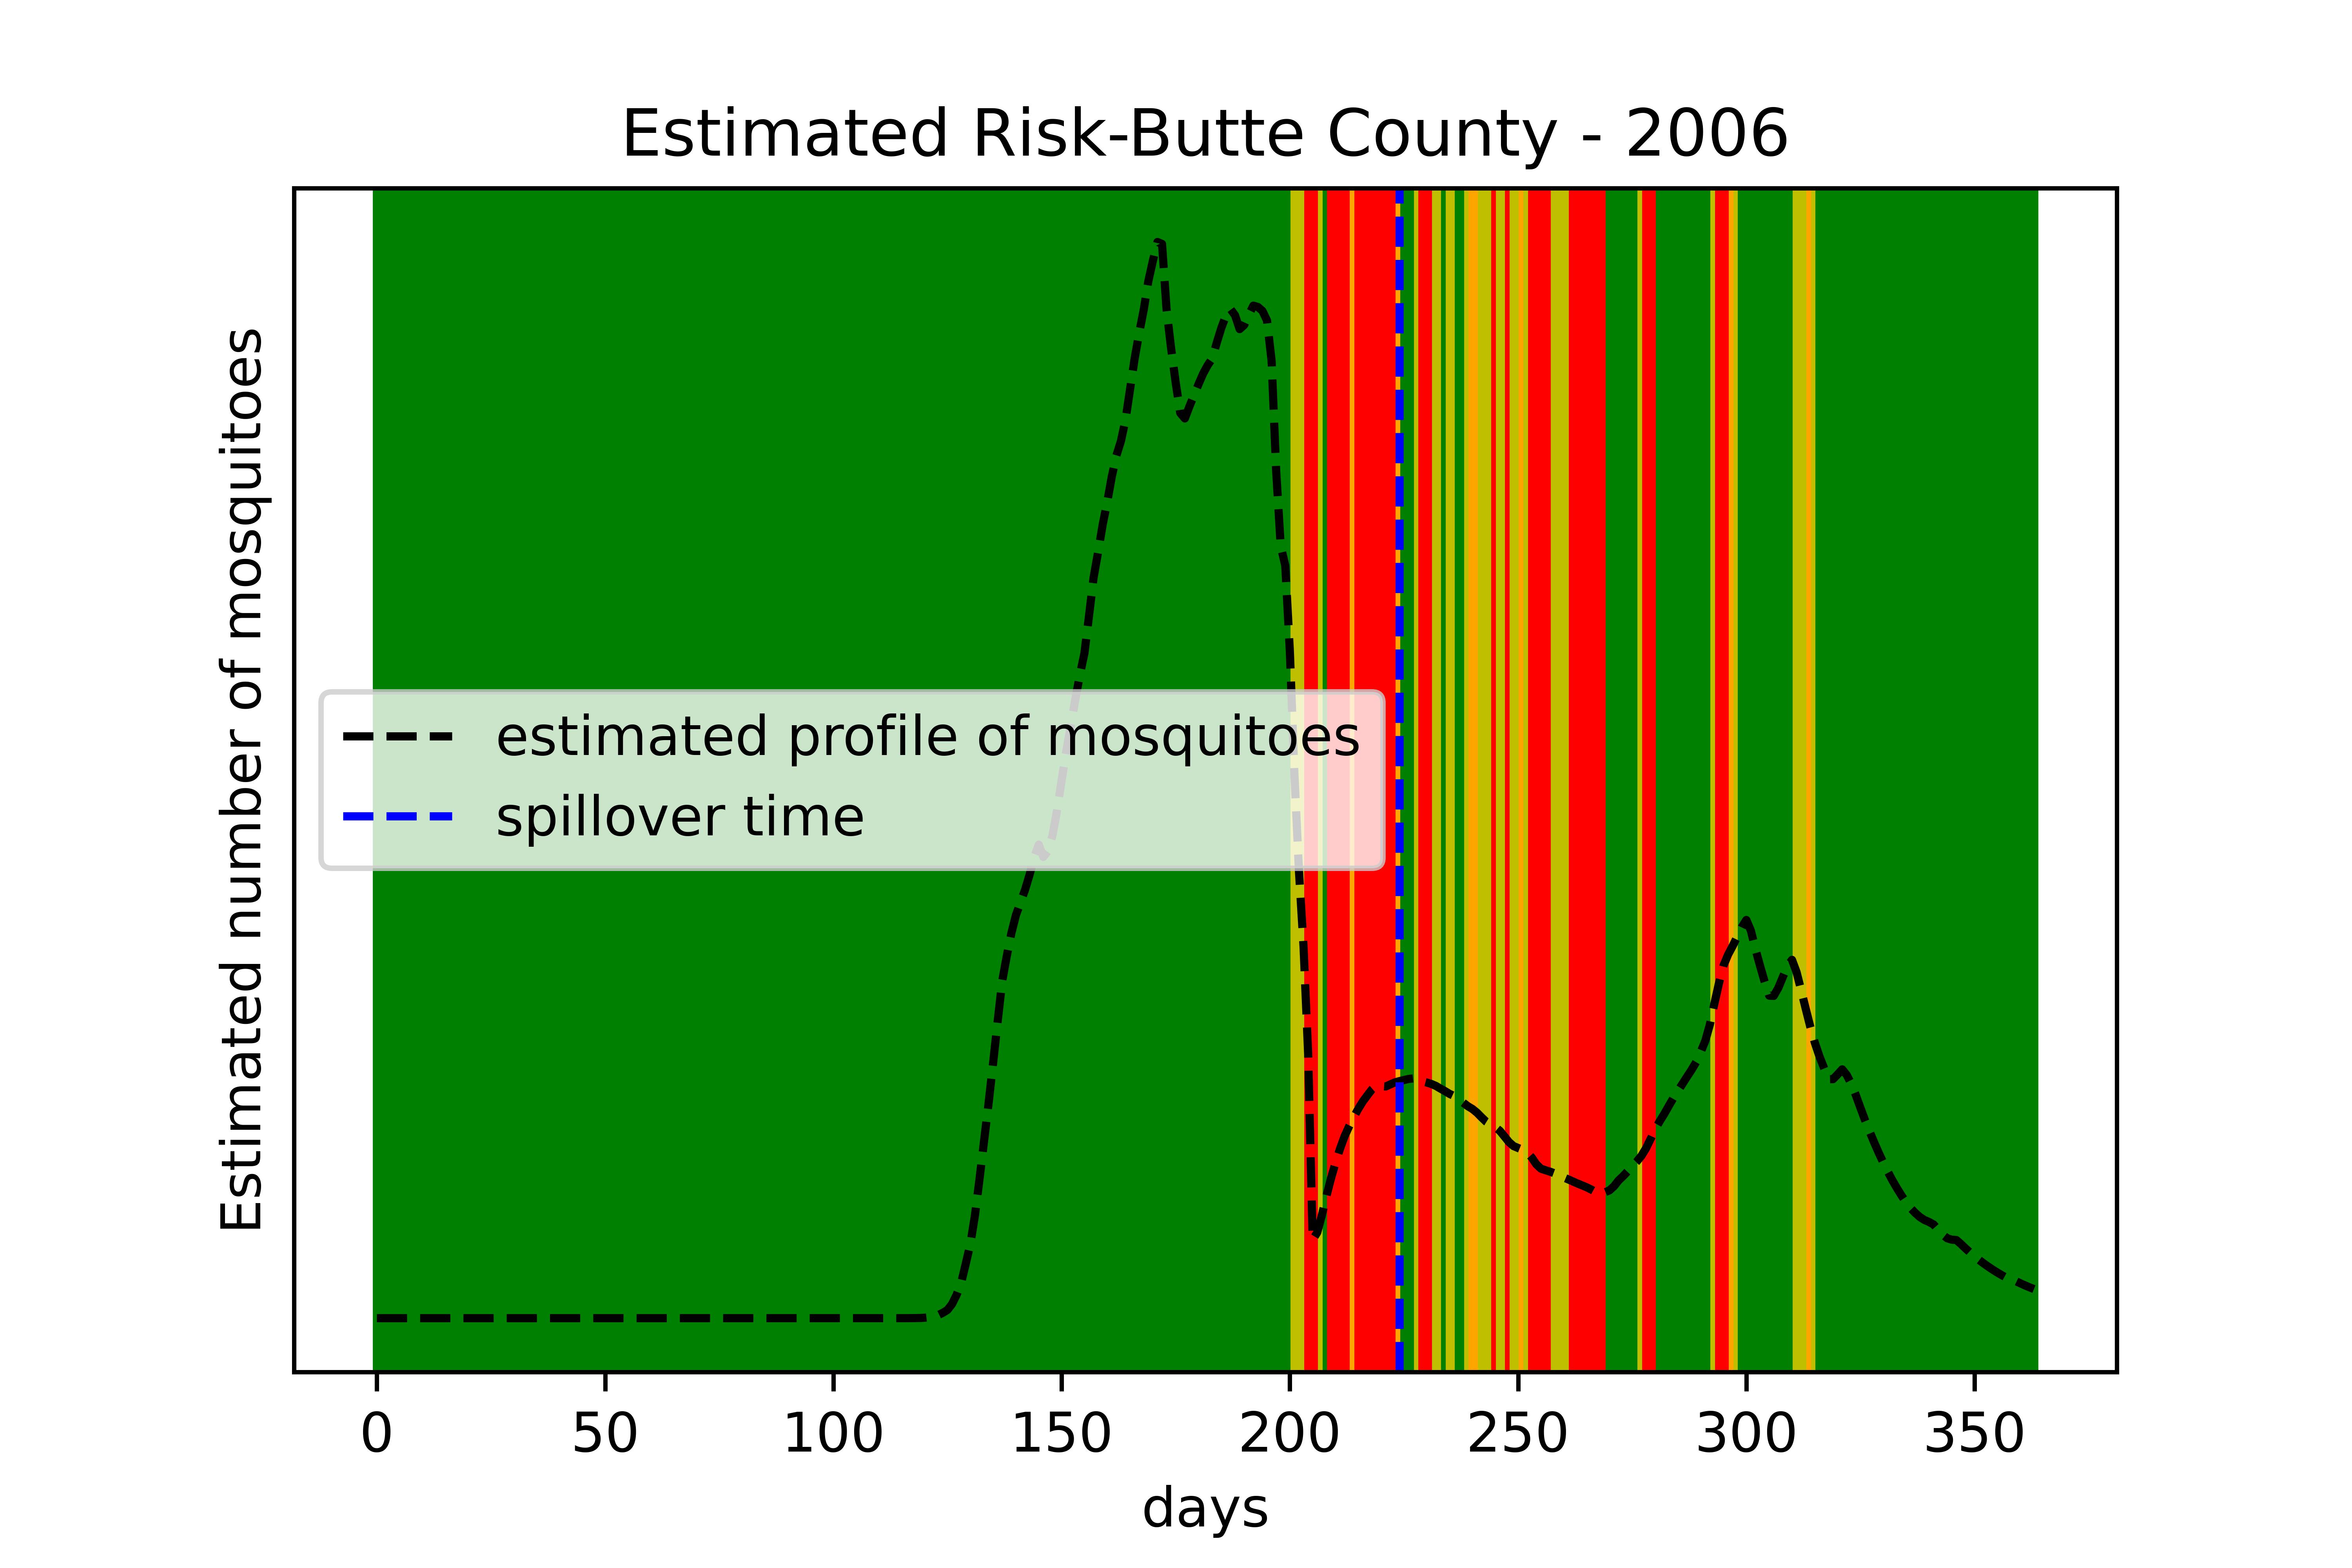 Estimated Risk-Butte County - 2006
Estimated number of mosquitoes
estimated profile of mosquitoes
spillover time
0 50 100 150 200 250 300 350
days